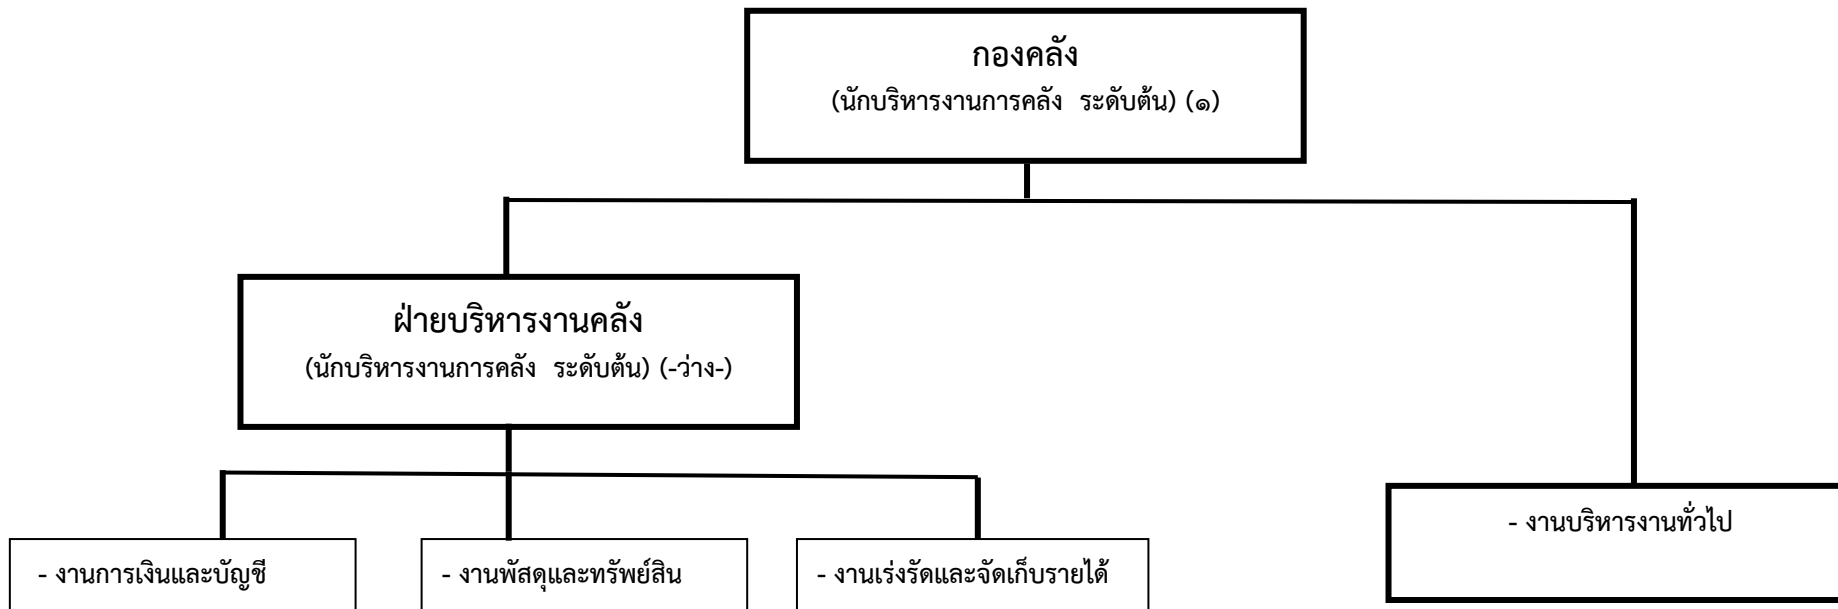 กองคลัง
(นักบริหารงานการคลัง ระดับต้น) (๑)
ฝ่ายบริหารงานคลัง
(นักบริหารงานการคลัง ระดับต้น) (-ว่าง-)
- งานบริหารงานทั่วไป
- งานการเงินและบัญชี
- งานพัสดุและทรัพย์สิน
- งานเร่งรัดและจัดเก็บรายได้